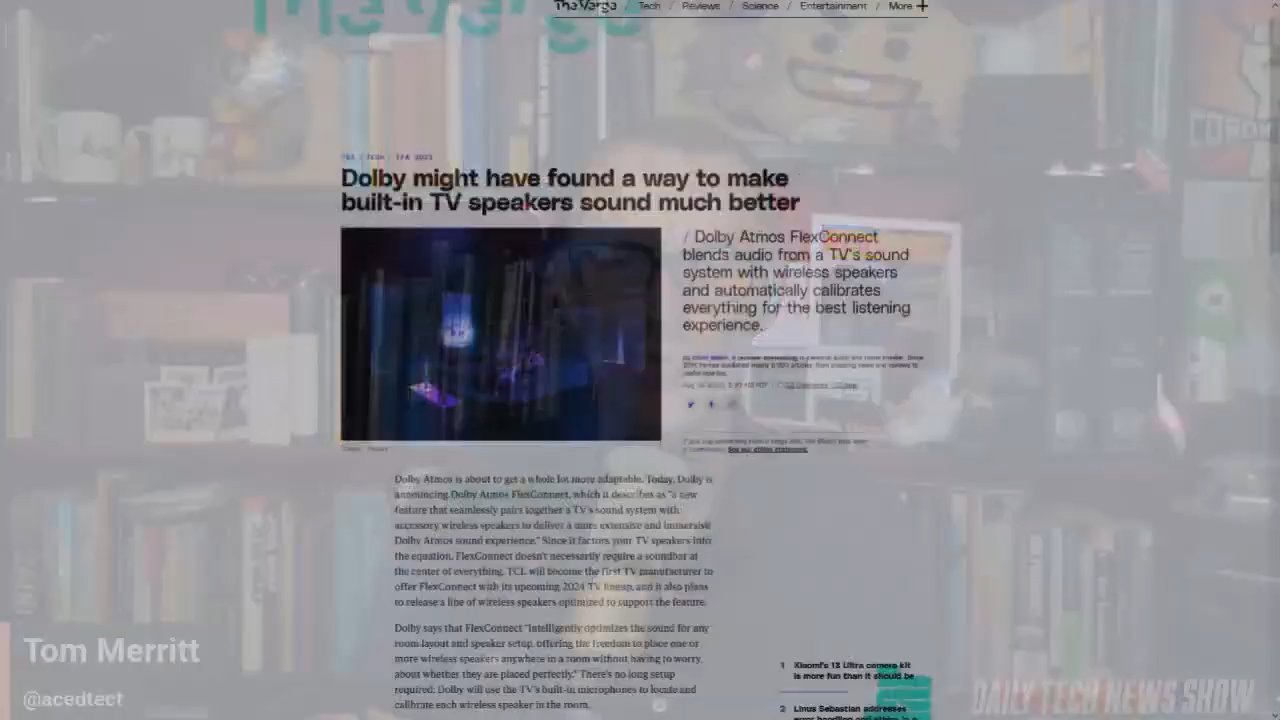 The Verge
TheVerge / Tech / Reviews / Science / Entertainment / More +
Dolby might have found a way to make
built-in TV speakers sound much better
/ Dolby Atmos FlexConnect
blends audio from a TV's sound
system with wireless speakers
and automatically calibrates
everything for the best listening
experience.
See our ethics statement.
Dolby Atmos is about to get a whole lot more adaptable. Today, Dolby is
announcing Dolby Atmos FlexConnect, which it describes as "a new
feature that seamlessly pairs together a TV's sound system with
accessory wireless speakers to deliver a more extensive and immersive
Dolby Atmos sound experience." Since it factors your TV speakers into
the equation, FlexConnect doesn't necessarily require a soundbar at
the center of everything. TCL will become the first TV manufacturer to
offer FlexConnect with its upcoming 2024 TV lineup, and it also plans
to release a line of wireless speakers optimized to support the feature.
Dolby says that FlexConnect "intelligently optimizes the sound for any
room layout and speaker setup, offering the freedom to place one or
more wireless speakers anywhere in a room without having to worry
about whether they are placed perfectly." There's no long setup
required; Dolby will use the TV's built-in microphones to locate and
calibrate each wireless speaker in the room.
1 Xiaomi's 13 Ultra camera kit
is more fun than it should be
2 Linus Sebastian addresses
Tom Merritt
@acedtect
DAILY TECH NEWS SHOW